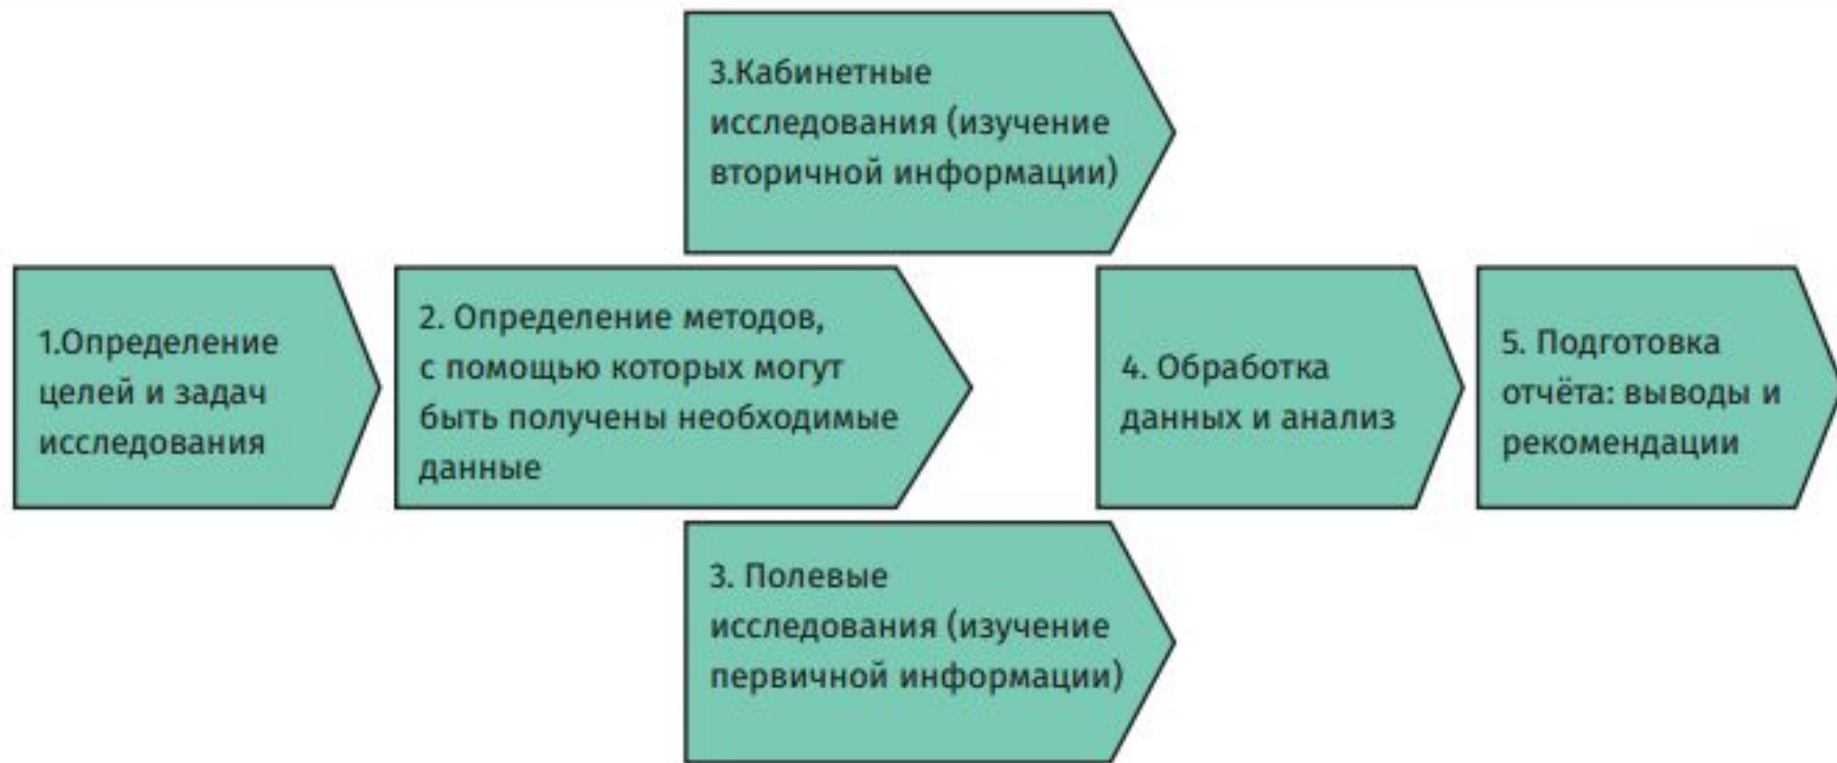 1.Определение
целей и задач
исследования
2. Определение методов,
с помощью которых могут
быть получены необходимые
данные
3.Кабинетные
исследования (изучение
вторичной информации)
3. Полевые
исследования (изучение
первичной информации)
4. Обработка
данных и анализ
5. Подготовка
отчёта: выводы и
рекомендации